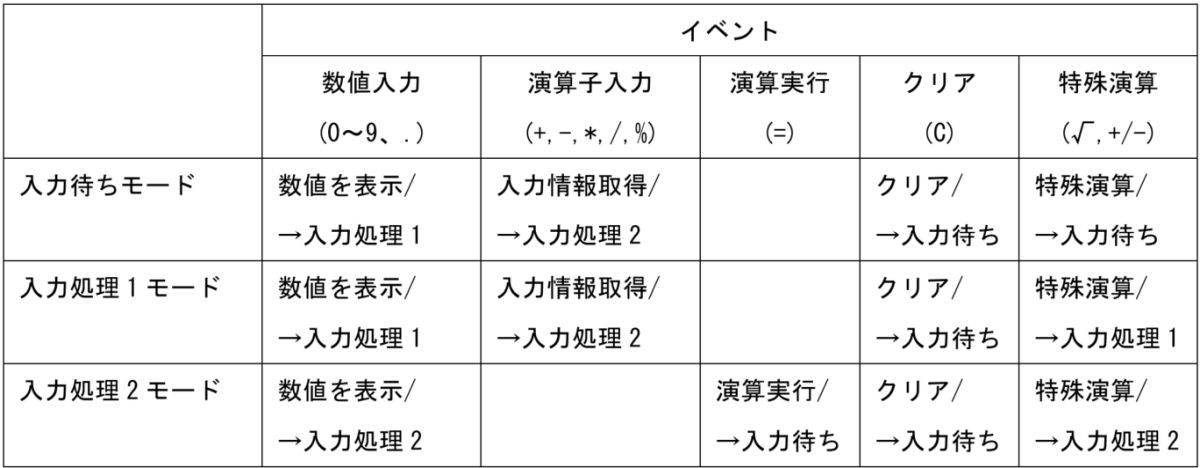 イベント
数値入力 演算子入力 演算実行 クリア 特殊演算
(0～9、.) (+,-,*,/,%) (=) (C) (√,+/-)
入力待ちモード 数値を表示/ 入力情報取得/ クリア/ 特殊演算/
→入力処理1 →入力処理2 →入力待ち →入力待ち
入力処理1モード 数値を表示/ 入力情報取得/ クリア/ 特殊演算/
→入力処理1 →入力処理2 →入力待ち →入力処理1
入力処理2モード 数値を表示/ 演算実行/ クリア/ 特殊演算/
→入力処理2 →入力待ち →入力待ち →入力処理2